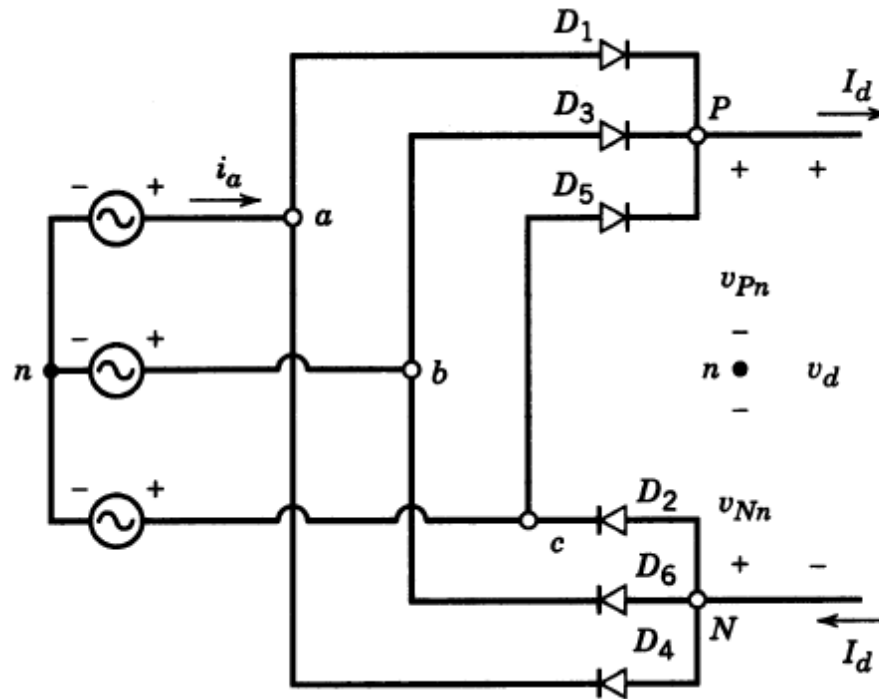 D1
D3
D5
P
Id
+ +
- + ia
a
vPn
-
- +
n
b
n vd
-
- +
c
D2
vNn
D6
+ -
N
D4
Id